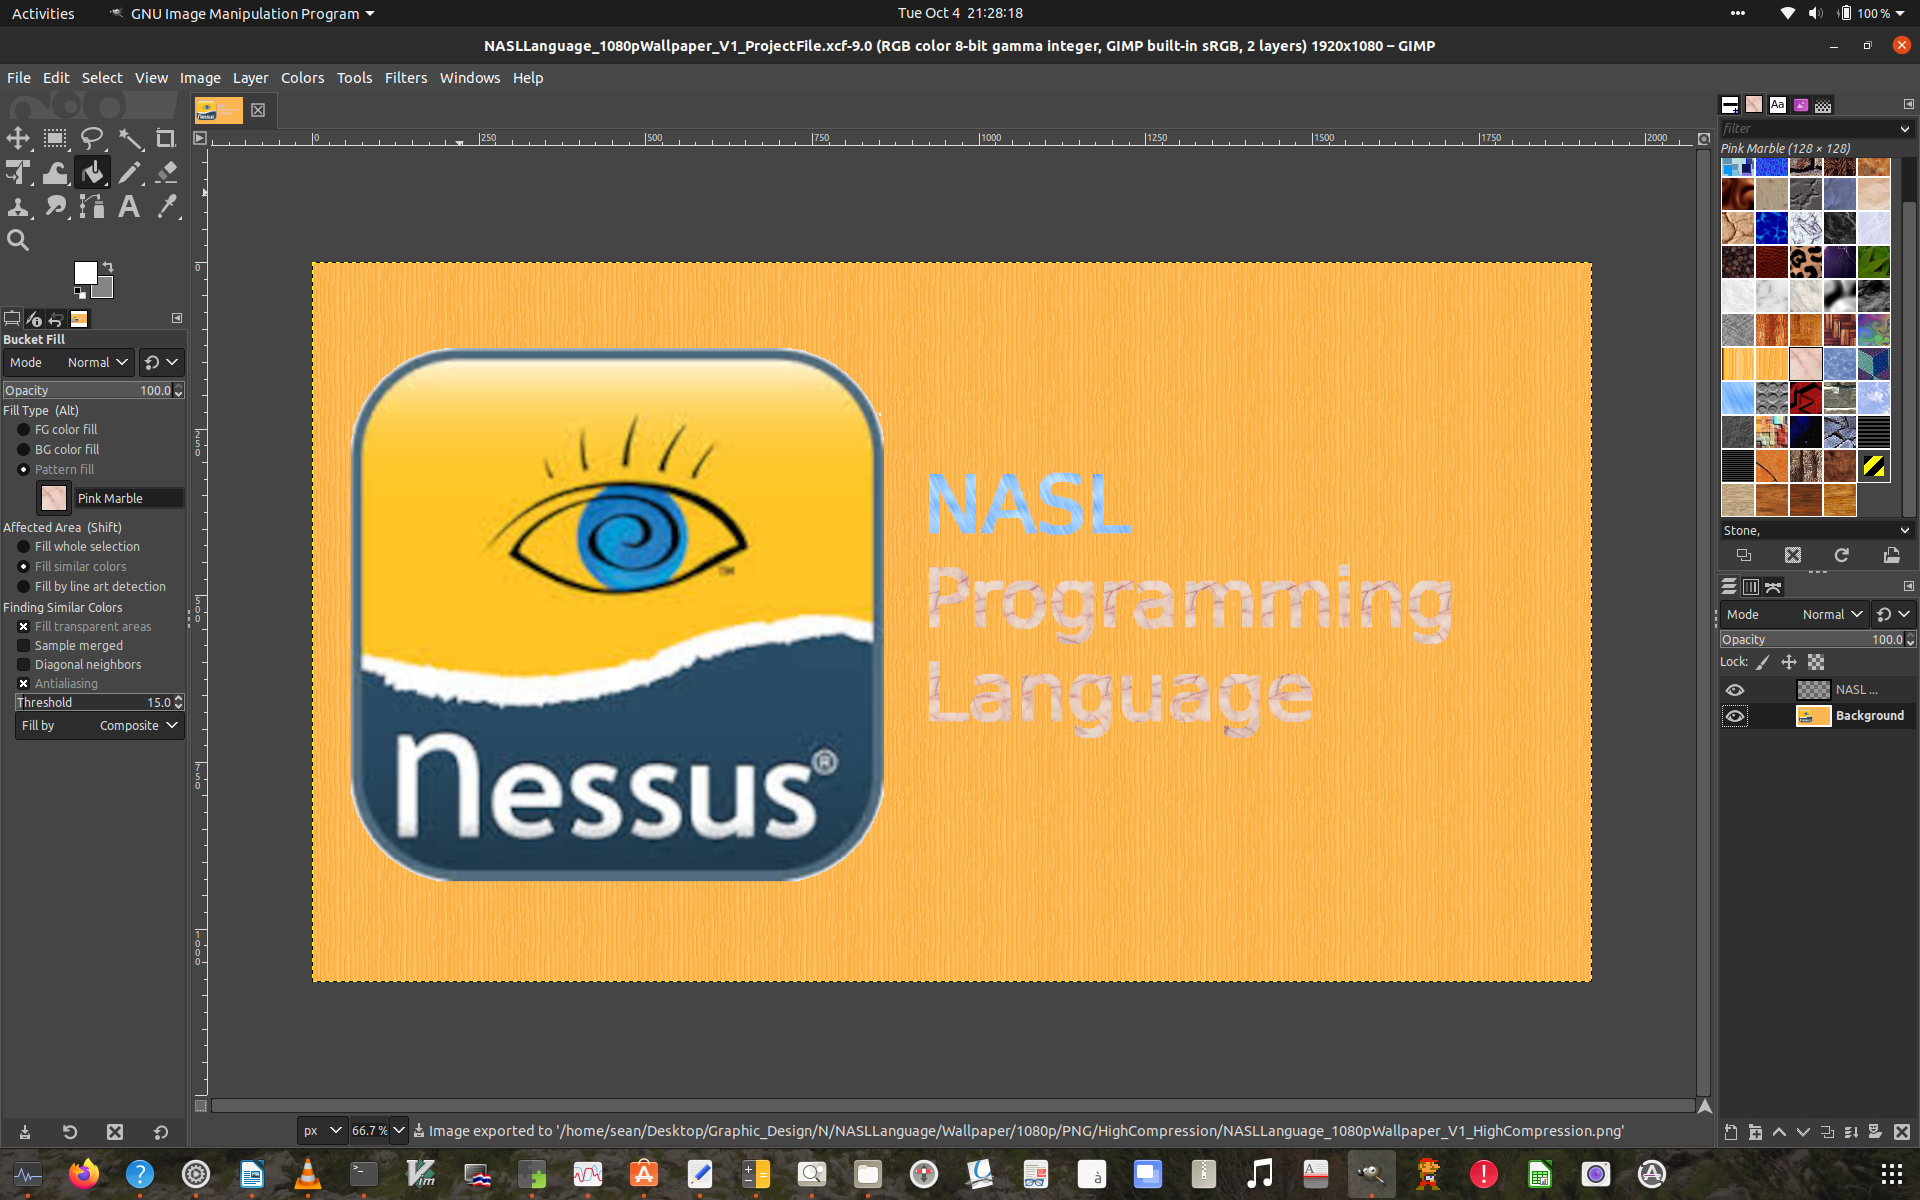 Activities
GNU Image Manipulation Program
Tue Oct 4 21:28:18
100 %
NASLLanguage_1080pWallpaper_V1_ProjectFile.xcf-9.0 (RGB color 8-bit gamma integer, GIMP built-in sRGB, 2 layers) 1920x1080 – GIMP
File Edit Select View Image Layer Colors Tools Filters Windows Help
0 250 500 750 1000 1250 1500 1750 2000
0
250
500
750
1000
Bucket Fill
Mode Normal
Opacity 100.0
Fill Type (Alt)
FG color fill
BG color fill
Pattern fill
Pink Marble
Affected Area (Shift)
Fill whole selection
Fill similar colors
Fill by line art detection
Finding Similar Colors
Fill transparent areas
Sample merged
Diagonal neighbors
Antialiasing
Threshold 15.0
Fill by Composite
TM
nessus®
NASL
Programming
Language
Aa
filter
Pink Marble (128 × 128)
Stone,
Mode Normal
Opacity 100.0
Lock:
NASL ...
Background
px 66.7 % Image exported to '/home/sean/Desktop/Graphic_Design/N/NASLLanguage/Wallpaper/1080p/PNG/HighCompression/NASLLanguage_1080pWallpaper_V1_HighCompression.png'